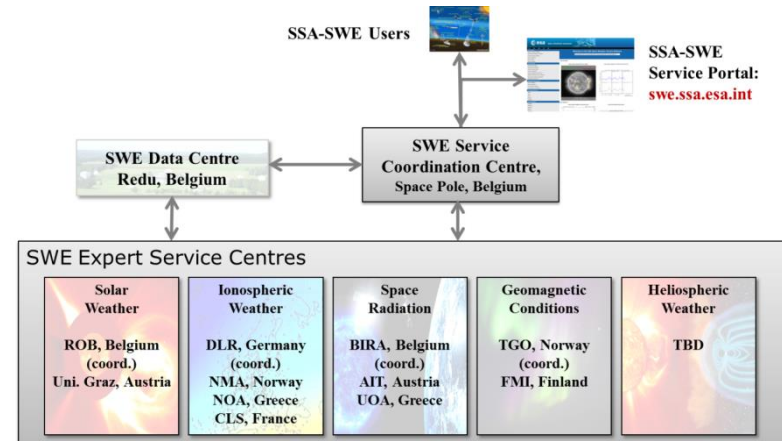 SSA-SWE Users
SSA-SWE
Service Portal:
swe.ssa.esa.int
SWE Data Centre
Redu, Belgium
SWE Service
Coordination Centre,
Space Pole, Belgium
SWE Expert Service Centres
Solar
Weather
ROB, Belgium
(coord.)
Uni. Graz, Austria
Ionospheric
Weather
DLR, Germany
(coord.)
NMA, Norway
NOA, Greece
CLS, France
Space
Radiation
BIRA, Belgium
(coord.)
AIT, Austria
UOA, Greece
Geomagnetic
Conditions
TGO, Norway
(coord.)
FMI, Finland
Heliospheric
Weather
TBD